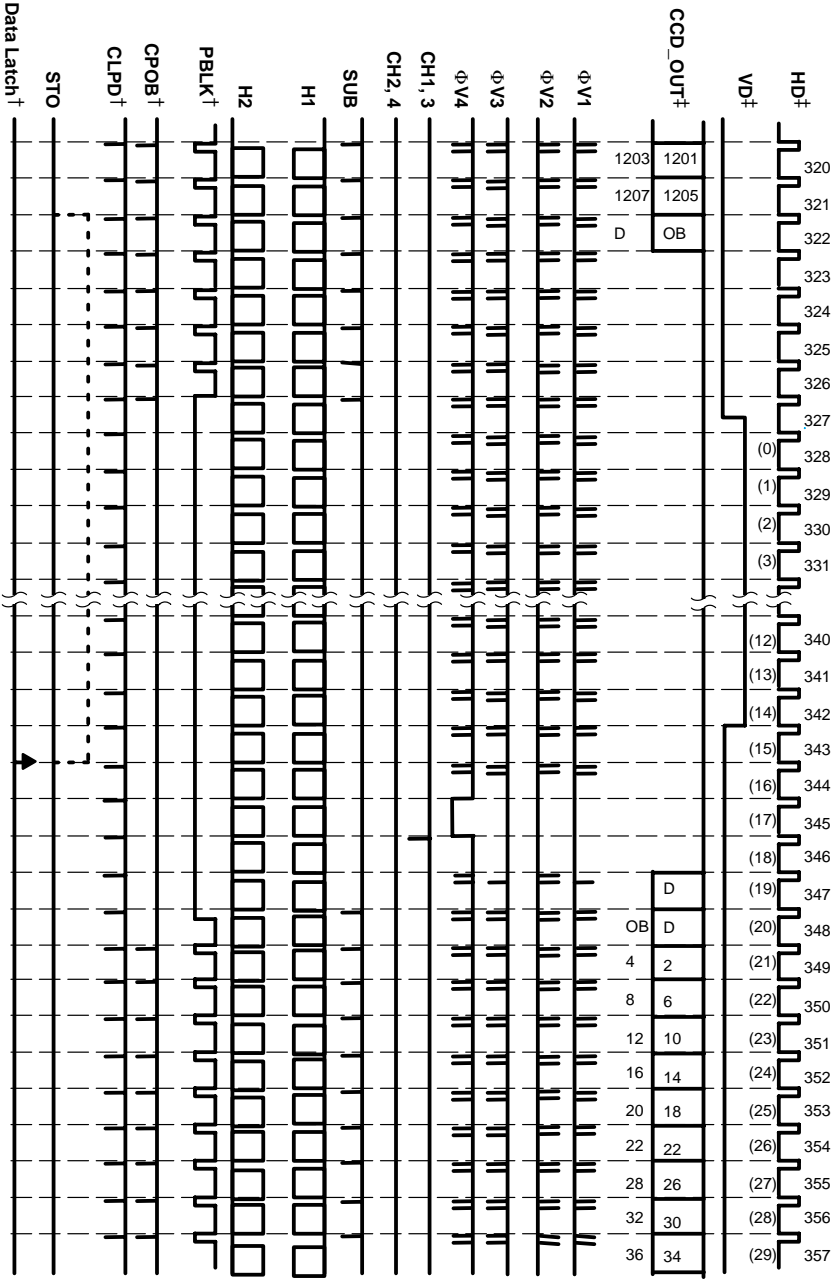 HD‡
VD‡
CCD_OUT‡
ΦV1
ΦV2
ΦV3
ΦV4
CH1, 3
CH2, 4
SUB
H1
H2
PBLK†
CPOB†
CLPD†
STO
Data Latch†
1203 1201 320
1207 1205 321
D OB 322
323
324
325
326
327
(0) 328
(1) 329
(2) 330
(3) 331
(12) 340
(13) 341
(14) 342
(15) 343
(16) 344
(17) 345
(18) 346
D (19) 347
OB D (20) 348
4 2 (21) 349
8 6 (22) 350
12 10 (23) 351
16 14 (24) 352
20 18 (25) 353
22 22 (26) 354
28 26 (27) 355
32 30 (28) 356
36 34 (29) 357